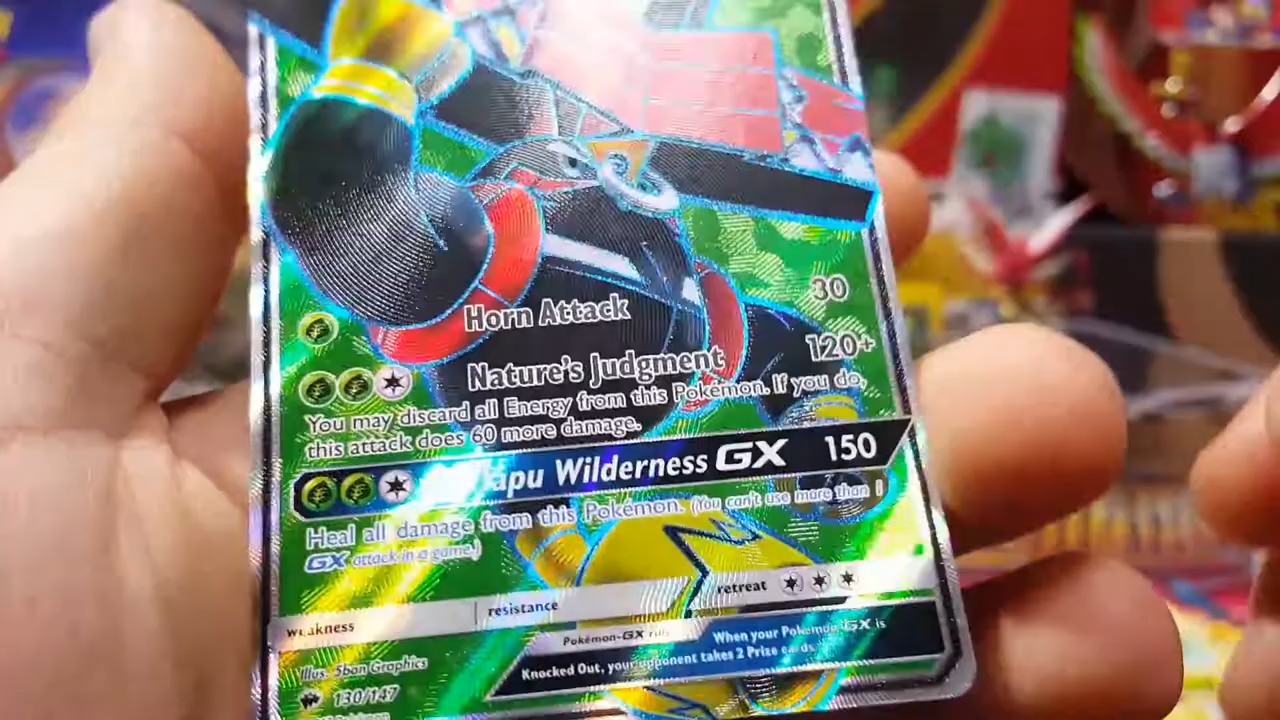 Horn Attack 30
Nature's Judgment 120+
You may discard all Energy from this Pokémon. If you do,
this attack does 60 more damage.
Tapu Wilderness GX 150
Heal all damage from this Pokémon. (You can't use more than 1
GX attack in a game.)
weakness resistance retreat
Pokémon-GX rule When your Pokémon-GX is
Knocked Out, your opponent takes 2 Prize cards.
Illus. 5ban Graphics
130/147
Pokémon